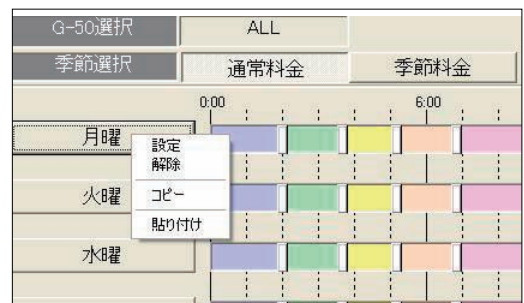 G-50選択 ALL
季節選択 通常料金 季節料金
0:00 6:00
月曜
設定
解除
火曜 コピー
貼り付け
水曜